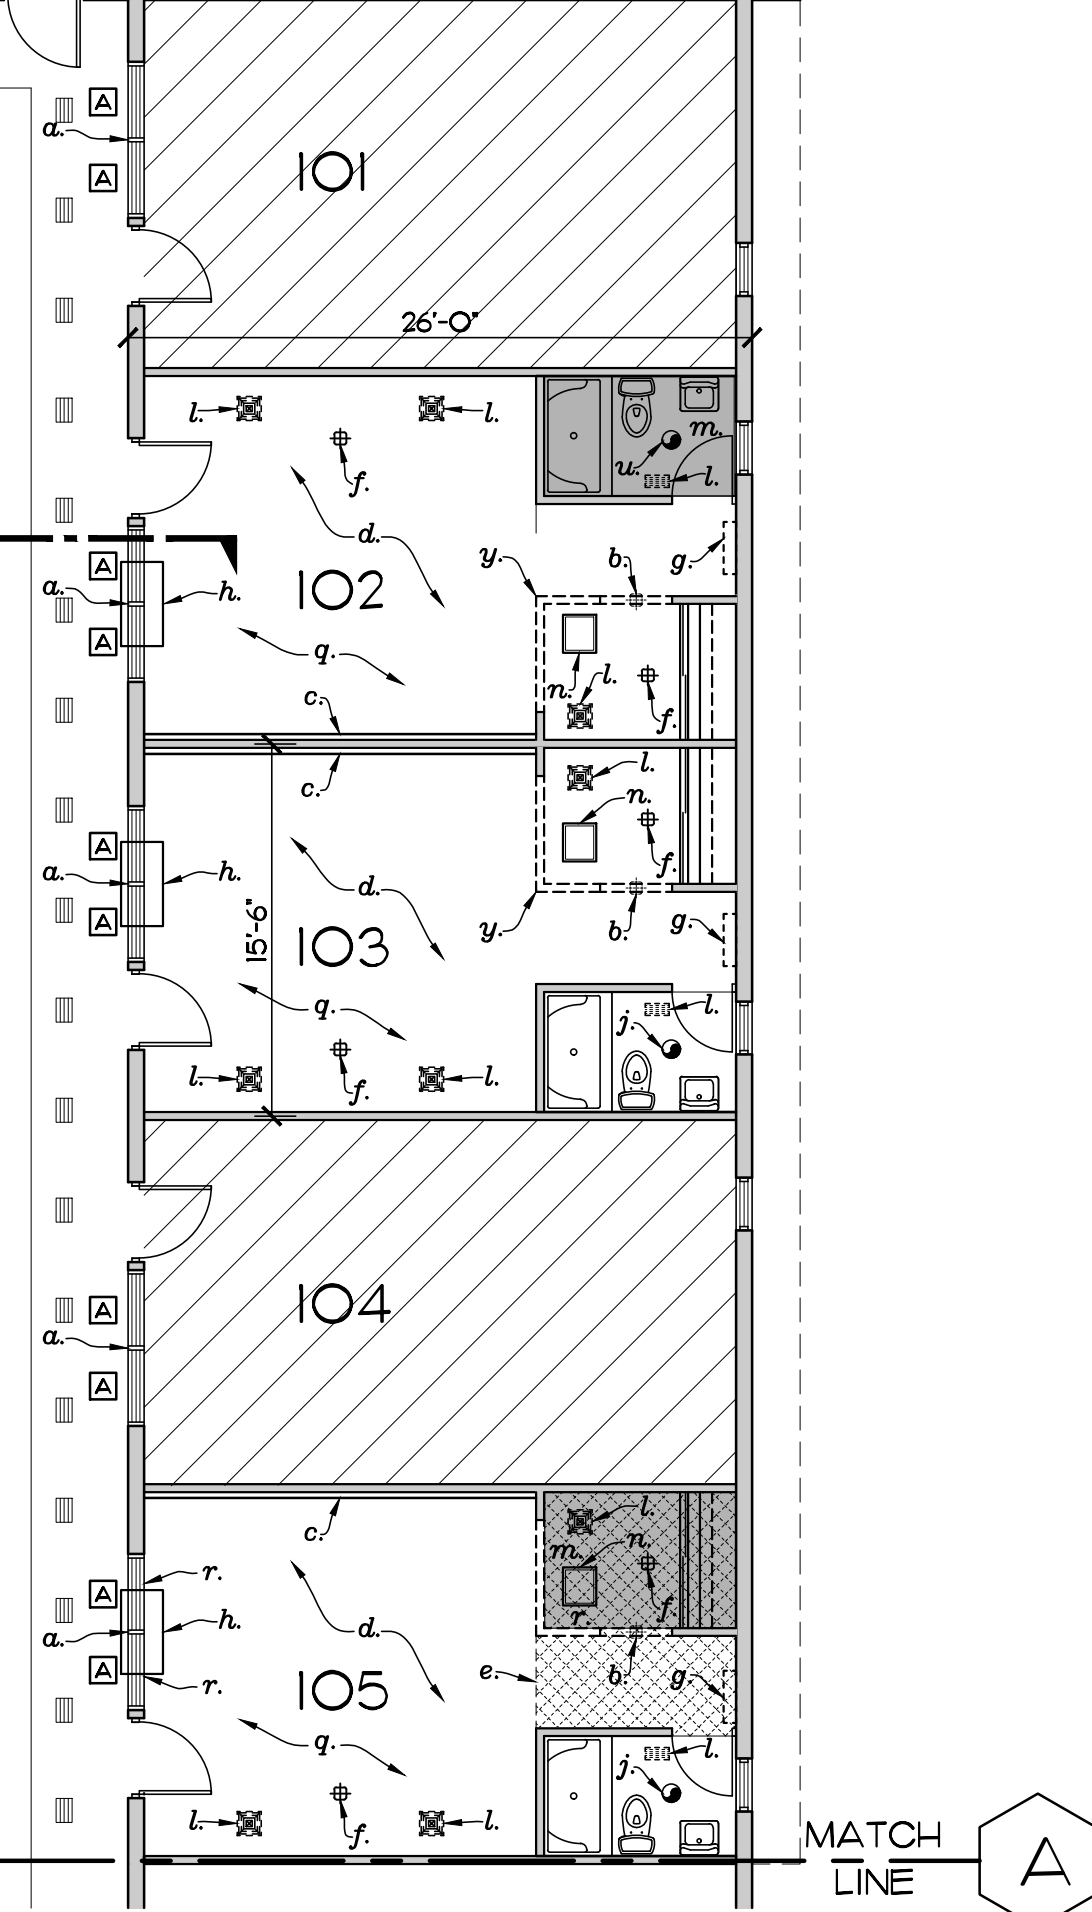 A
a.
A
101
26'-0"
l.
l.
m.
f.
u.
l.
d.
y.
b.
g.
A
a.
h.
102
A
q.
n.
l.
c.
f.
l.
c.
n.
A
f.
a.
h.
d.
A
15'-6"
103
y.
b.
g.
q.
l.
j.
l.
l.
f.
A
104
a.
A
c.
l.
m.
n.
r.
A
h.
r.
f.
a.
d.
A
r.
e.
b.
g.
105
q.
l.
j.
l.
l.
f.
MATCH
LINE
A